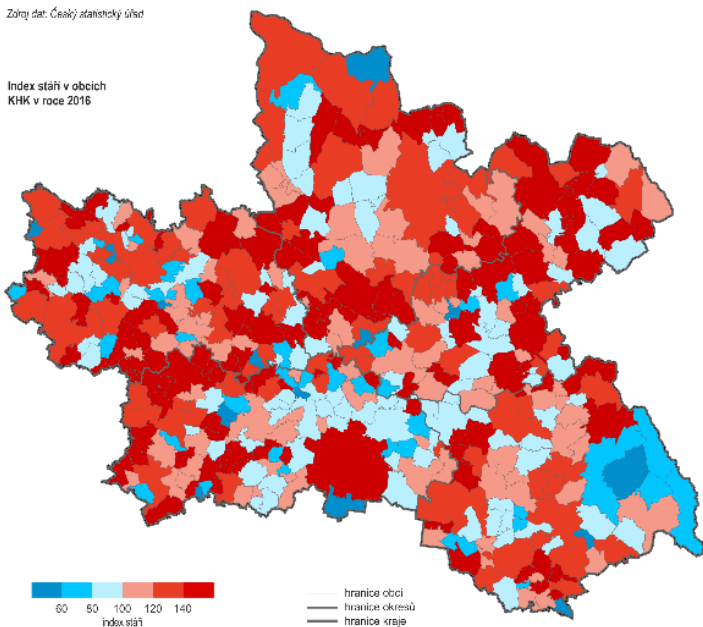 Zdroj dat: Český statistický úřad
Index stáří v obcích
KHK v roce 2016
60 80 100 120 140
index stáří
hranice obcí
hranice okresů
hranice kraje